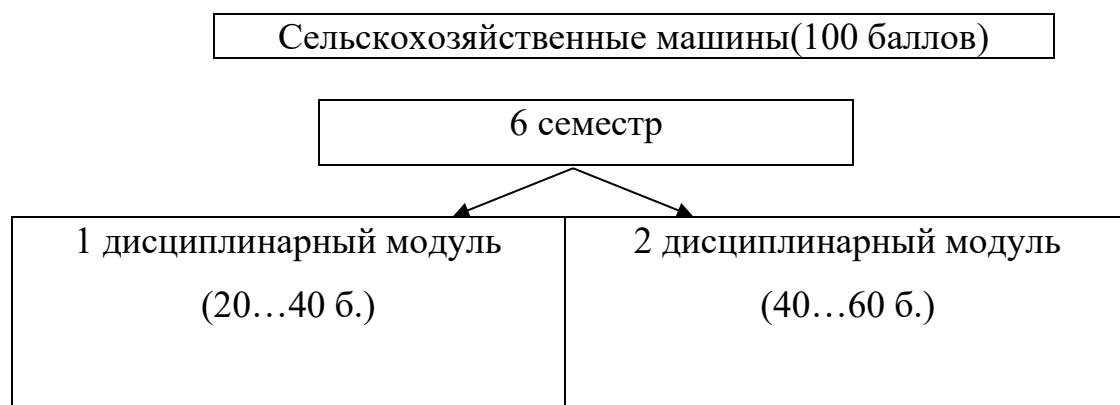 Сельскохозяйственные машины(100 баллов)
6 семестр
1 дисциплинарный модуль
(20…40 б.)
2 дисциплинарный модуль
(40…60 б.)